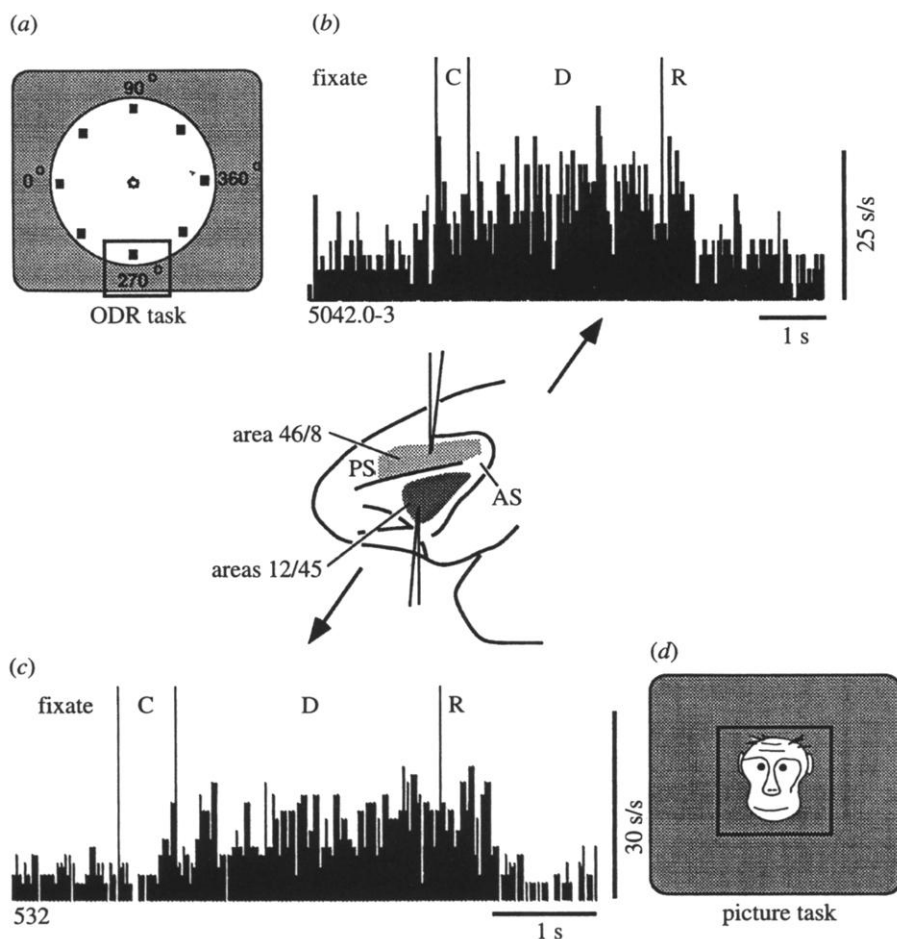 (a)
90°
0°
360°
270°
ODR task
(b)
fixate C D R
25 s/s
5042.0-3
1 s
area 46/8
PS
AS
areas 12/45
(c)
fixate C D R
30 s/s
532
1 s
(d)
picture task